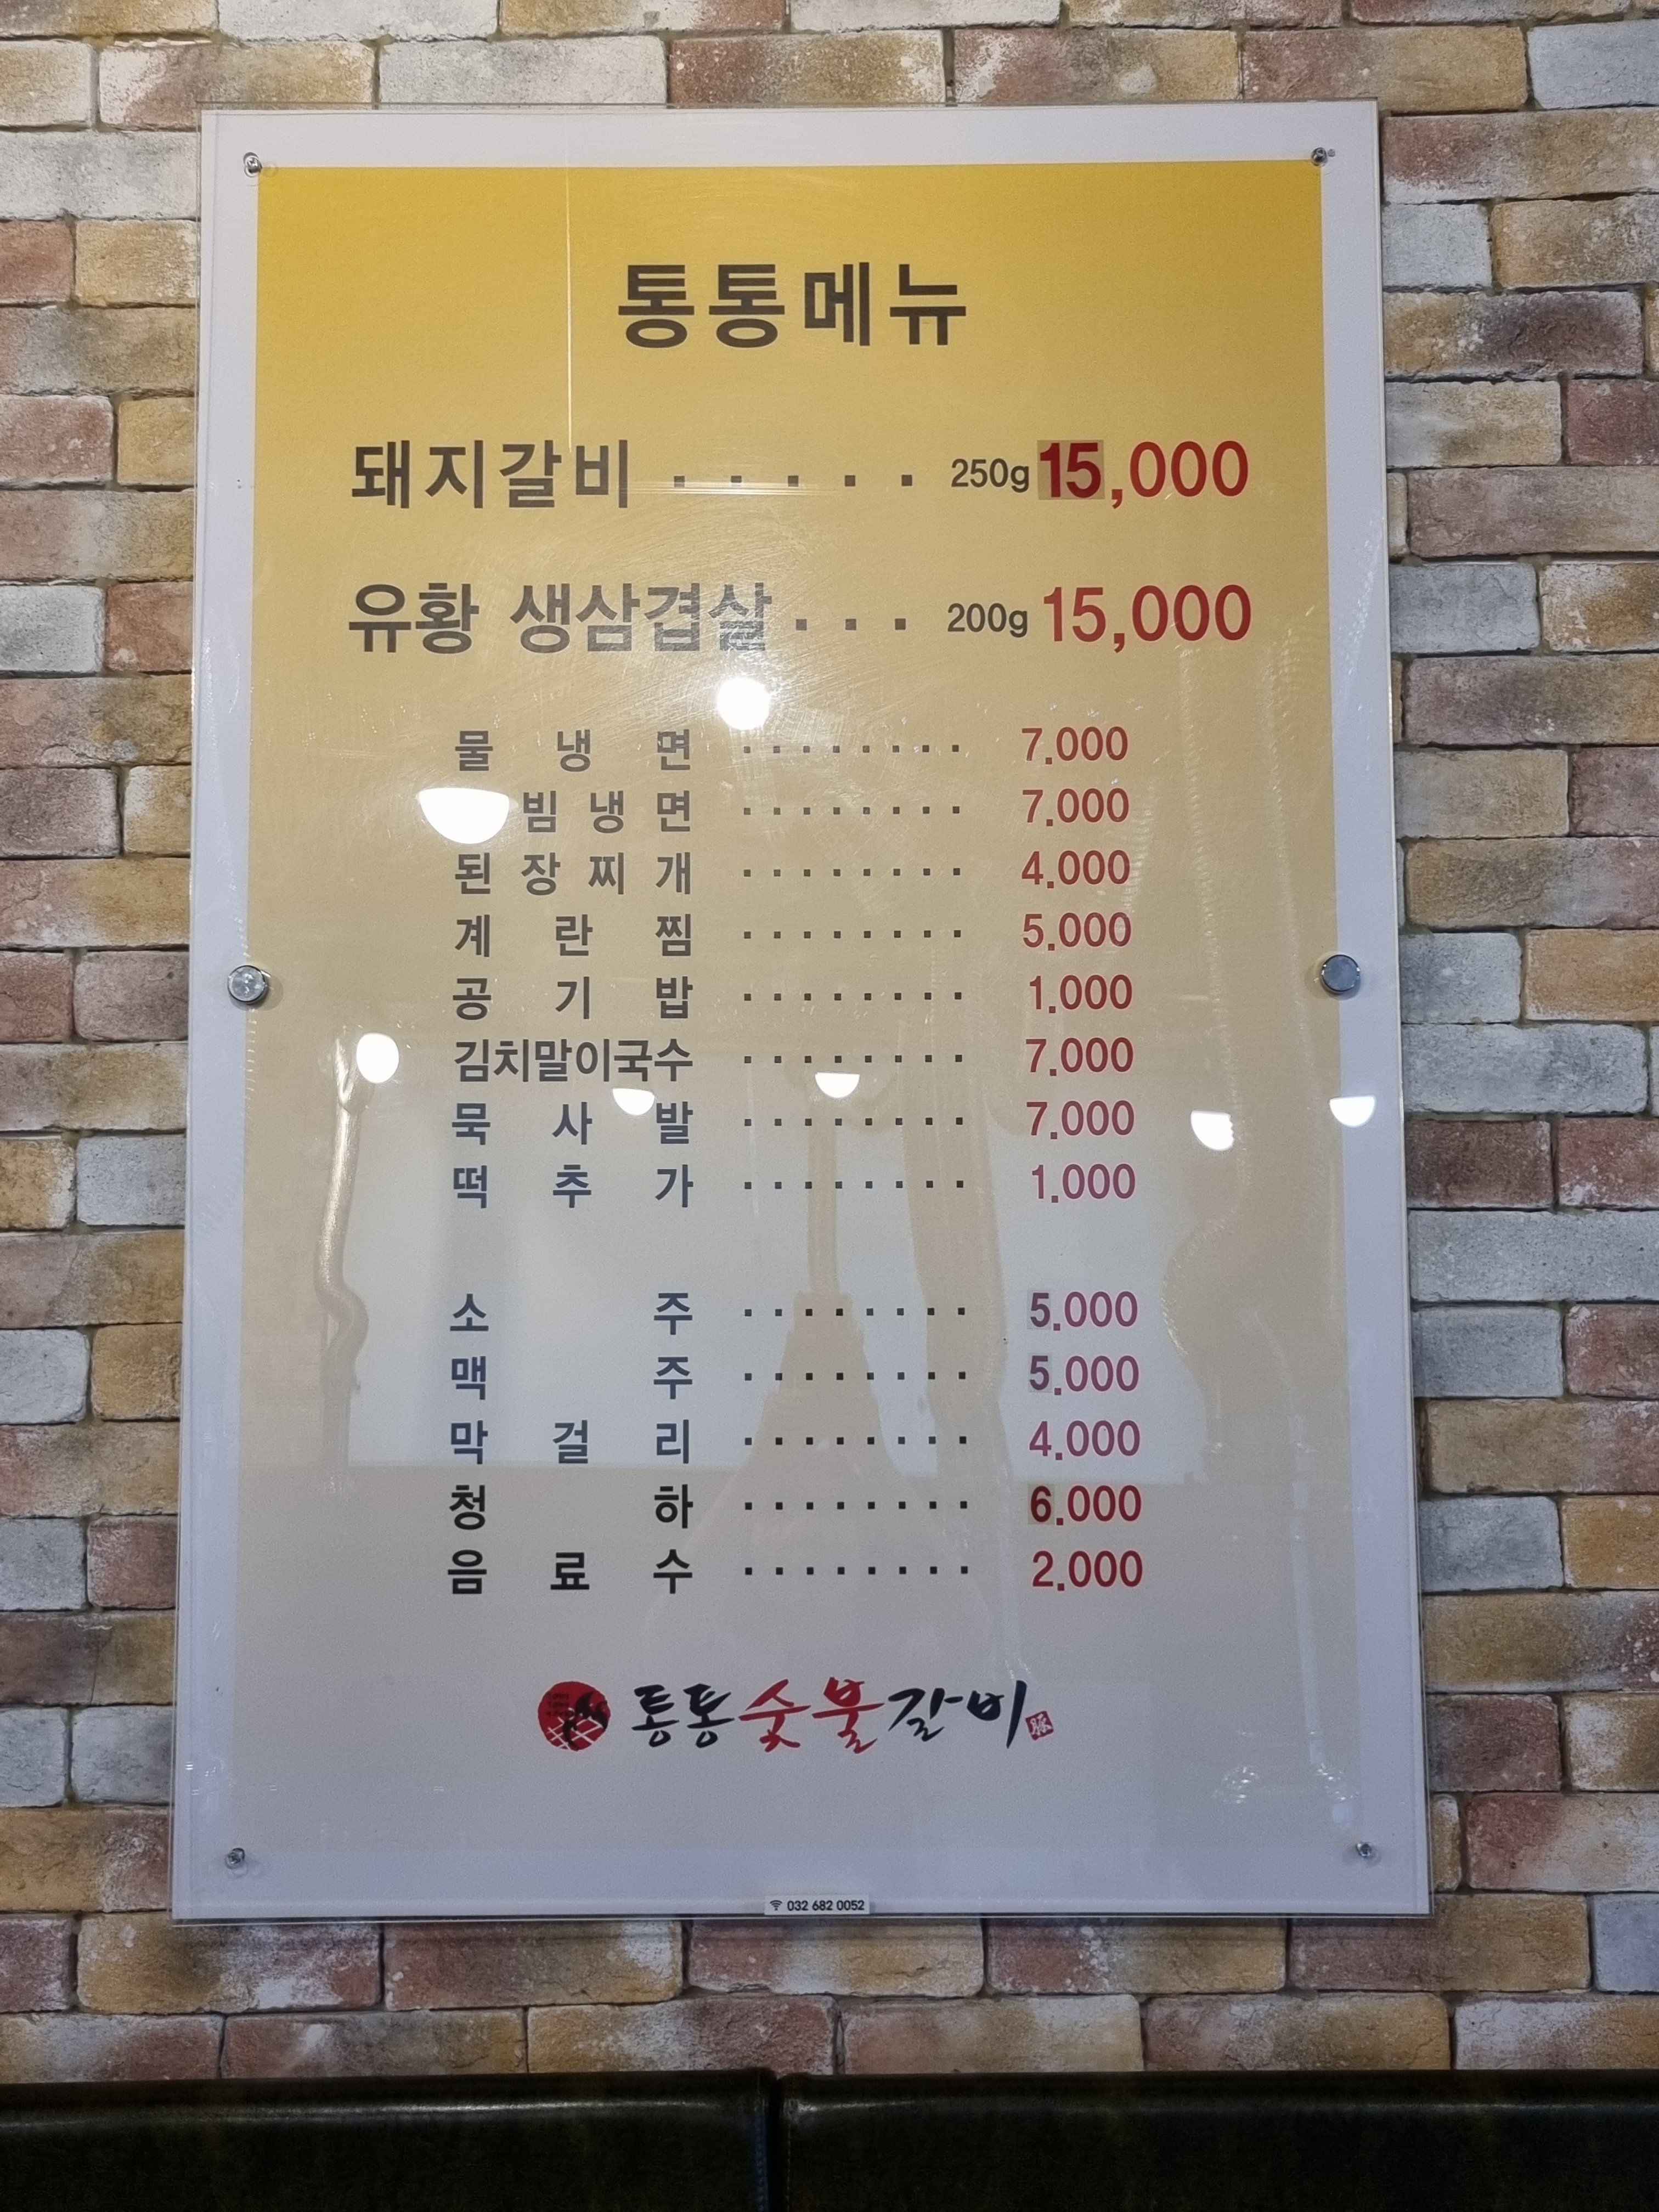 통통메뉴
돼지갈비 ..... 250g 15,000
유황 생삼겹살 ... 200g 15,000
물냉면 ........ 7.000
빔냉면 ........ 7.000
된장찌개 ........ 4.000
계란찜 ........ 5.000
공기밥 ........ 1.000
김치말이국수 ........ 7.000
묵사발 ........ 7.000
떡추가 ........ 1.000
소주 ........ 5.000
맥주 ........ 5.000
막걸리 ........ 4.000
청하 ........ 6.000
음료수 ........ 2.000
통통숯불갈비
032 682 0052